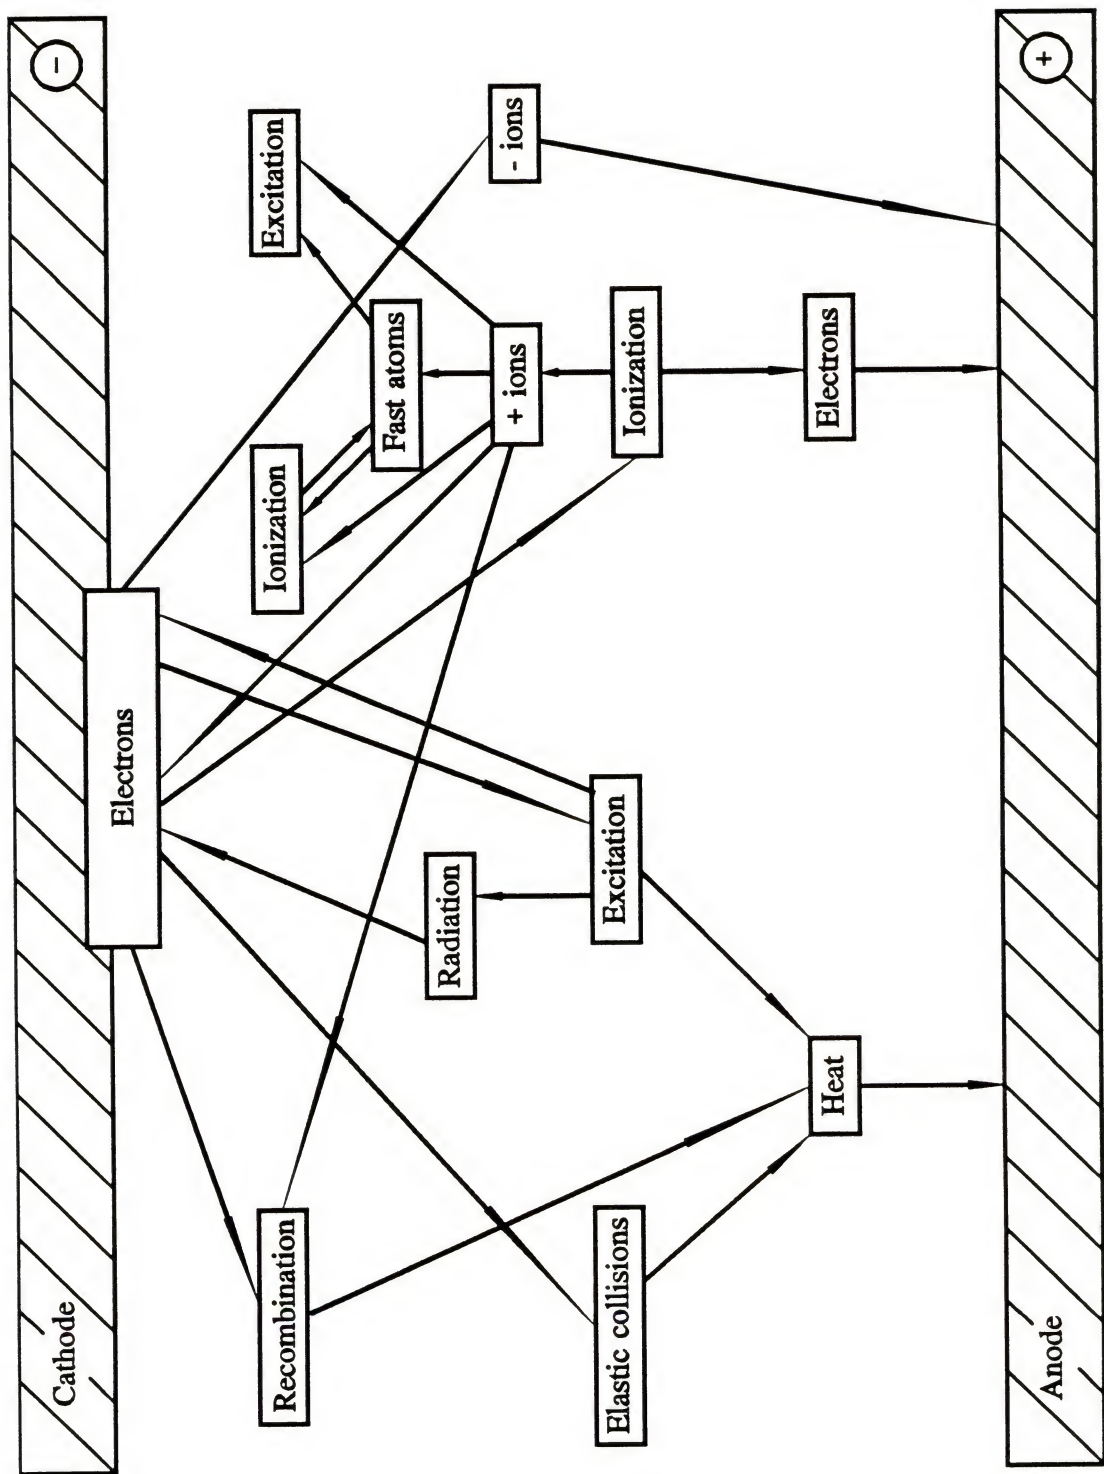 Cathode
−
Electrons
Recombination
Ionization
Excitation
Fast atoms
Radiation
+ ions
- ions
Elastic collisions
Excitation
Ionization
Heat
Electrons
Anode
+